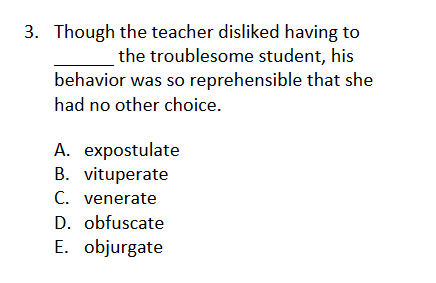 3. Though the teacher disliked having to
______ the troublesome student, his
behavior was so reprehensible that she
had no other choice.
A. expostulate
B. vituperate
C. venerate
D. obfuscate
E. objurgate